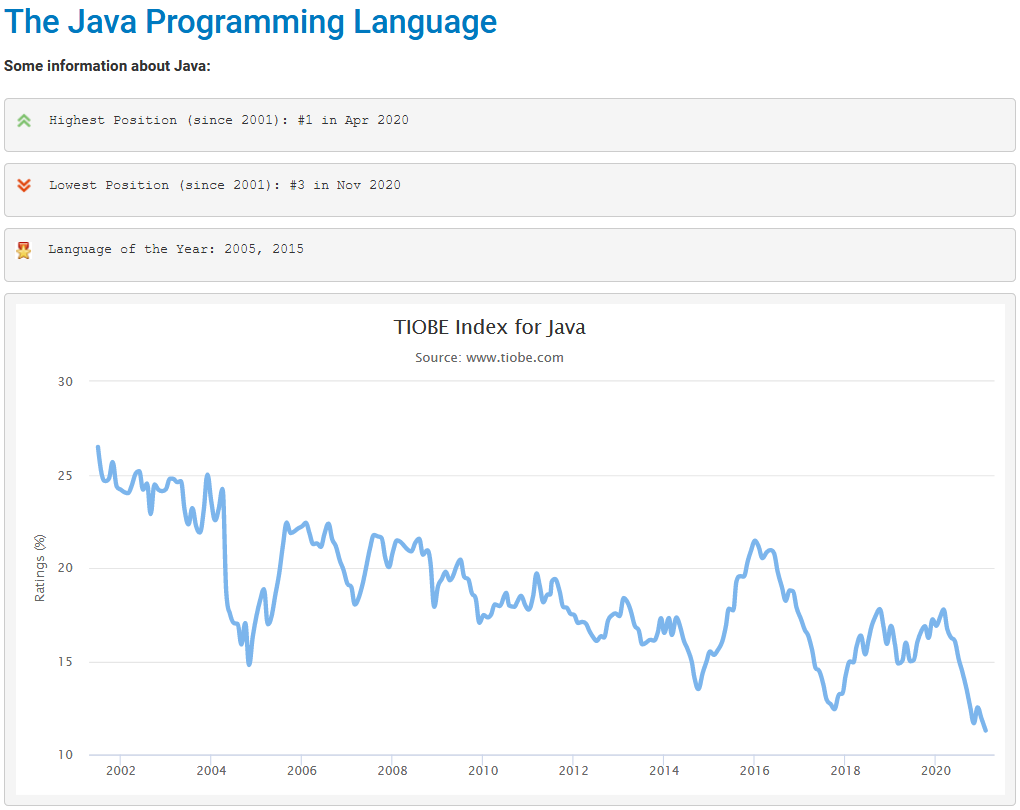 The Java Programming Language
Some information about Java:
Highest Position (since 2001): #1 in Apr 2020
Lowest Position (since 2001): #3 in Nov 2020
Language of the Year: 2005, 2015
TIOBE Index for Java
Source: www.tiobe.com
Ratings (%)
30
25
20
15
10
2002 2004 2006 2008 2010 2012 2014 2016 2018 2020